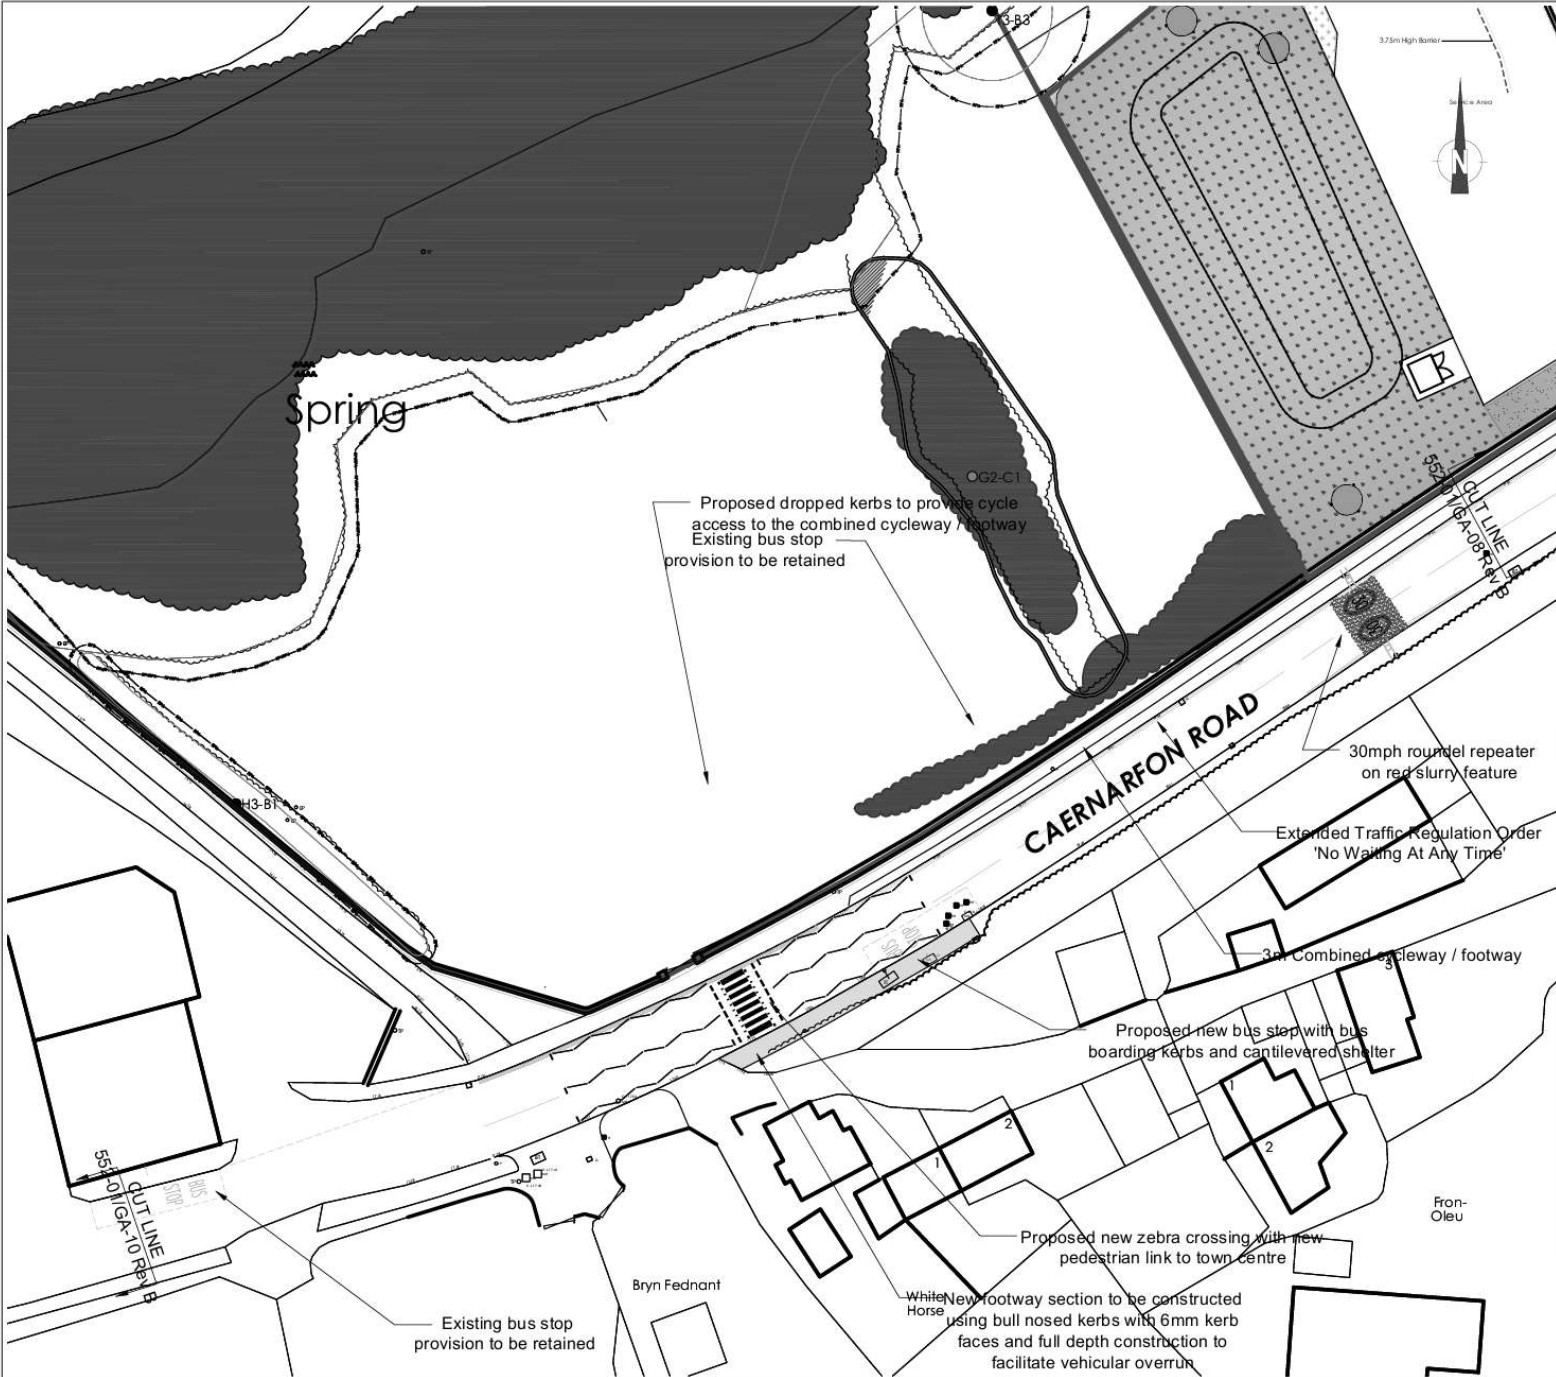 3-B3
3.75m High Barrier
Service Area
N
Spring
G2-C1
Proposed dropped kerbs to provide cycle
access to the combined cycleway / footway
Existing bus stop
provision to be retained
CUT LINE
552-01/GA-08 Rev B
30
30
CAERNARFON ROAD
30mph roundel repeater
on red slurry feature
H3-B1
Extended Traffic Regulation Order
'No Waiting At Any Time'
BUS
STOP
3m Combined cycleway / footway
3
Proposed new bus stop with bus
boarding kerbs and cantilevered shelter
1
2
2
1
BUS
STOP
CUT LINE
552-01/GA-10 Rev B
Fron-
Oleu
Proposed new zebra crossing with new
pedestrian link to town centre
Bryn Fednant
White
Horse
New footway section to be constructed
using bull nosed kerbs with 6mm kerb
faces and full depth construction to
facilitate vehicular overrun
Existing bus stop
provision to be retained